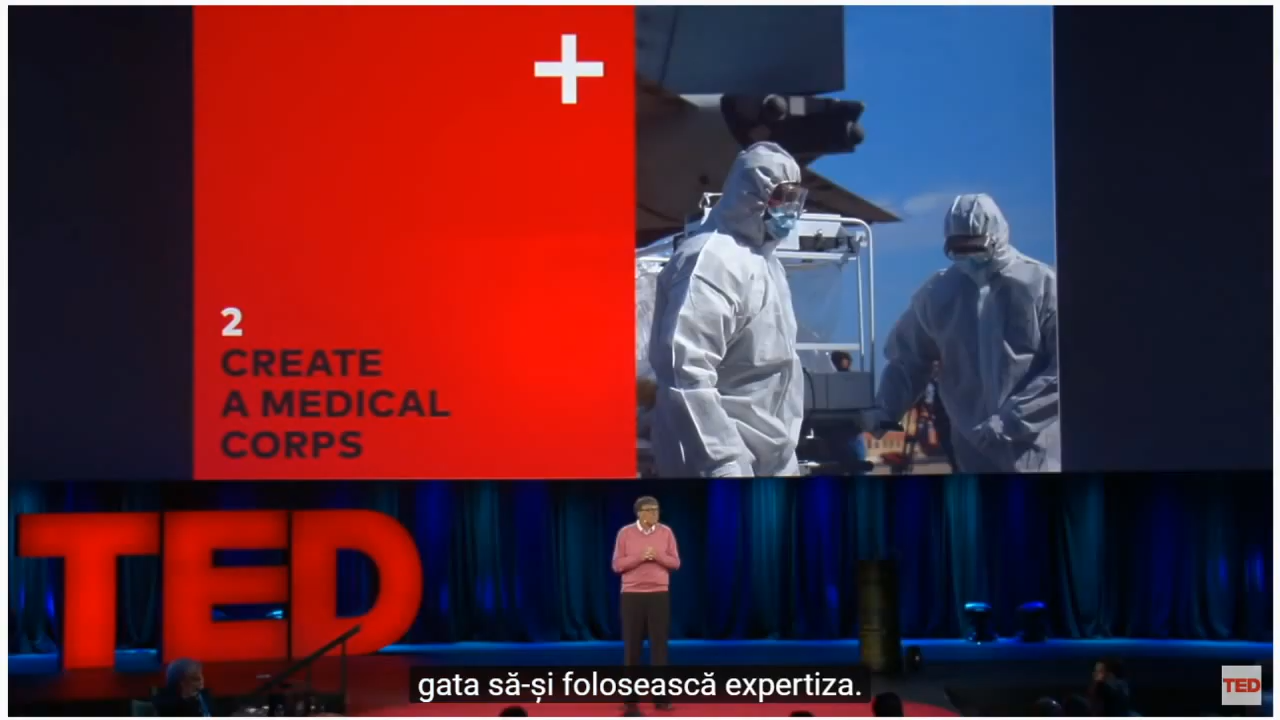 2
CREATE
A MEDICAL
CORPS
TED
gata să-și folosească expertiza.
TED